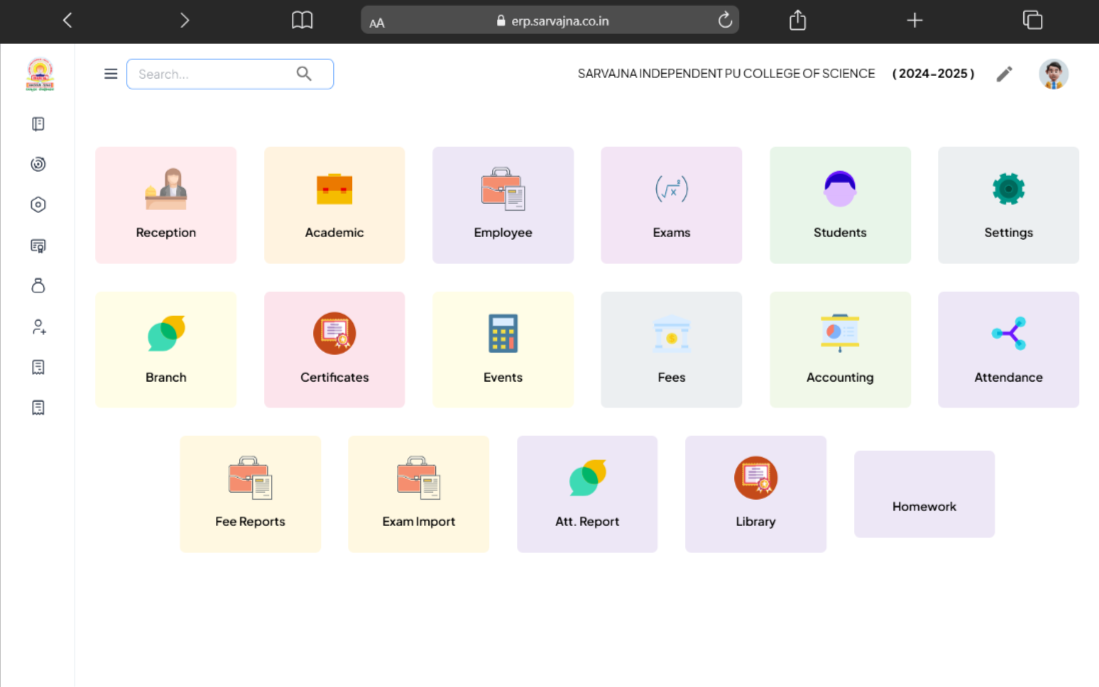 AA
erp.sarvajna.co.in
Search...
SARVAJNA INDEPENDENT PU COLLEGE OF SCIENCE (2024-2025)
Reception
Academic
Employee
Exams
Students
Settings
Branch
Certificates
Events
Fees
Accounting
Attendance
Fee Reports
Exam Import
Att. Report
Library
Homework